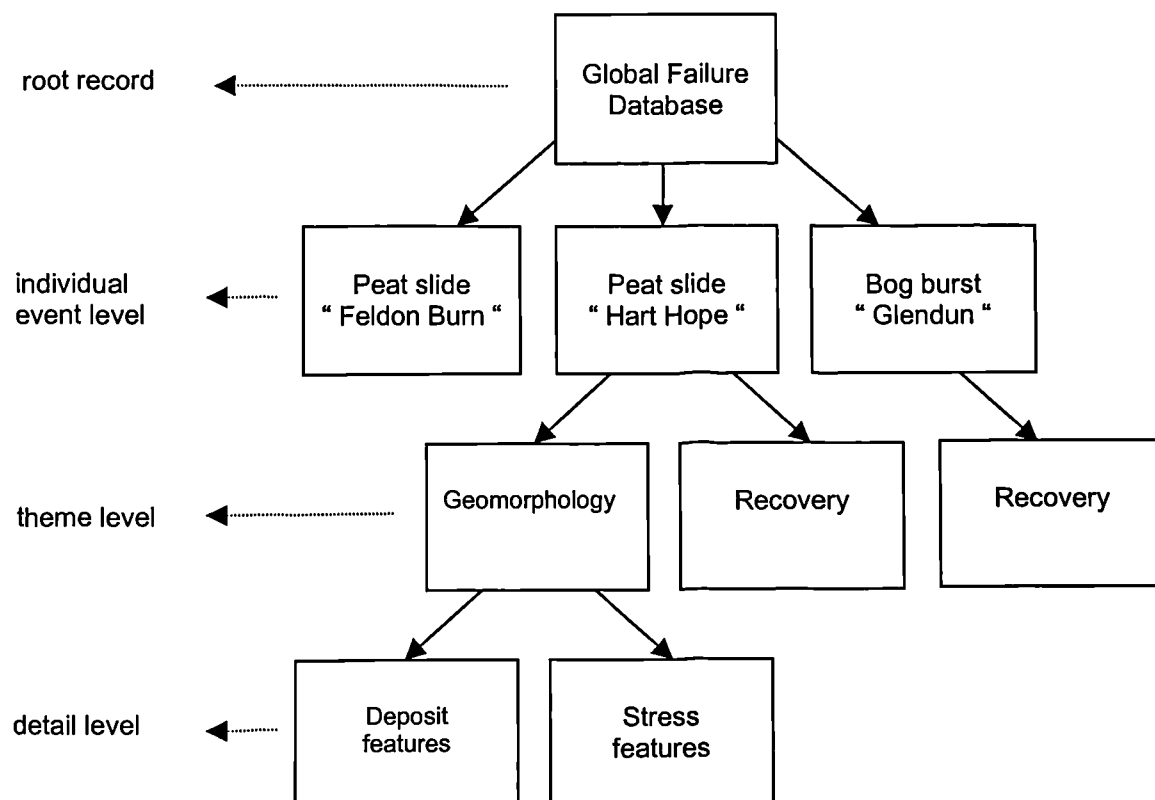 root record
Global Failure
Database
individual
event level
Peat slide
“ Feldon Burn “
Peat slide
“ Hart Hope “
Bog burst
“ Glendun “
theme level
Geomorphology
Recovery
Recovery
detail level
Deposit
features
Stress
features